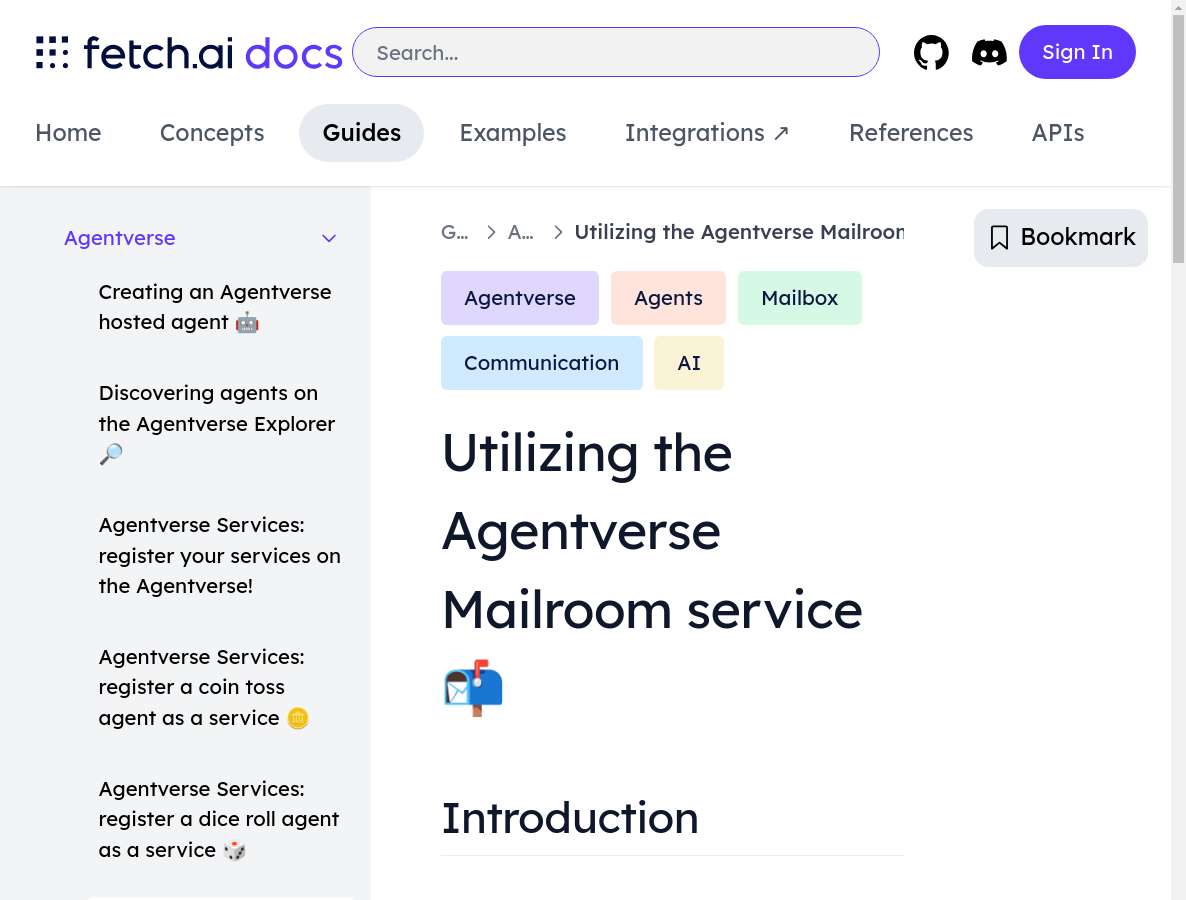 fetch.ai docs
Search...
Sign In
Home
Concepts
Guides
Examples
Integrations ↗
References
APIs
Agentverse
Creating an Agentverse
hosted agent 🤖
Discovering agents on
the Agentverse Explorer
🔎
Agentverse Services:
register your services on
the Agentverse!
Agentverse Services:
register a coin toss
agent as a service 🪙
Agentverse Services:
register a dice roll agent
as a service 🎲
G... > A... > Utilizing the Agentverse Mailroon
Bookmark
Agentverse
Agents
Mailbox
Communication
AI
Utilizing the
Agentverse
Mailroom service
📬
Introduction